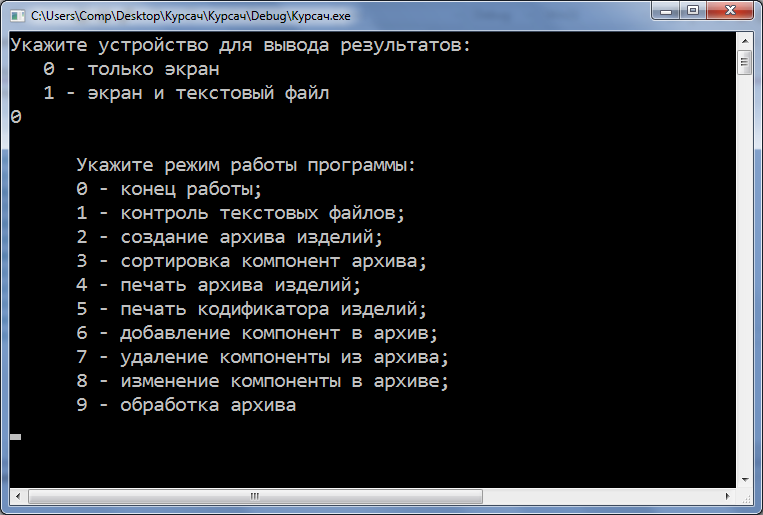 C:\Users\Comp\Desktop\Курсач\Курсач\Debug\Курсач.exe
Укажите устройство для вывода результатов:
0 - только экран
1 - экран и текстовый файл
0
Укажите режим работы программы:
0 - конец работы;
1 - контроль текстовых файлов;
2 - создание архива изделий;
3 - сортировка компонент архива;
4 - печать архива изделий;
5 - печать кодификатора изделий;
6 - добавление компонент в архив;
7 - удаление компоненты из архива;
8 - изменение компоненты в архиве;
9 - обработка архива